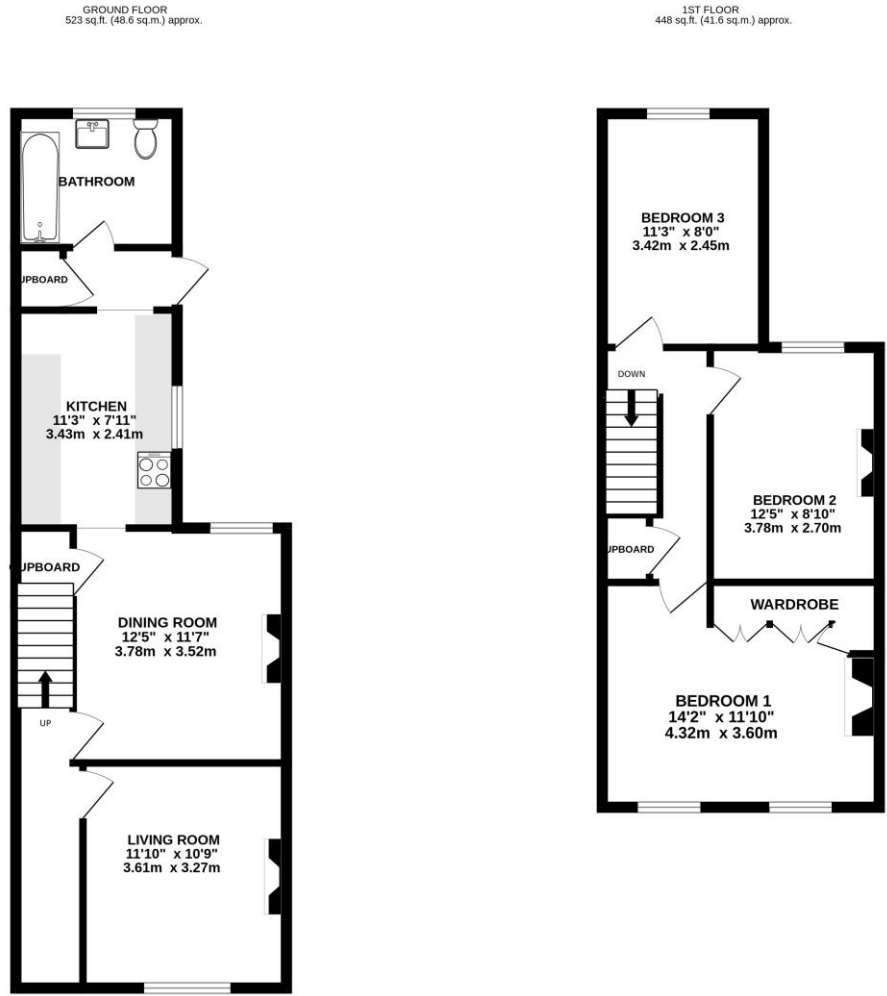 GROUND FLOOR
523 sq.ft. (48.6 sq.m.) approx.
BATHROOM
UPBOARD
KITCHEN
11'3" x 7'11"
3.43m x 2.41m
UPBOARD
DINING ROOM
12'5" x 11'7"
3.78m x 3.52m
UP
LIVING ROOM
11'10" x 10'9"
3.61m x 3.27m
1ST FLOOR
448 sq.ft. (41.6 sq.m.) approx.
BEDROOM 3
11'3" x 8'0"
3.42m x 2.45m
DOWN
BEDROOM 2
12'5" x 8'10"
3.78m x 2.70m
UPBOARD
WARDROBE
BEDROOM 1
14'2" x 11'10"
4.32m x 3.60m